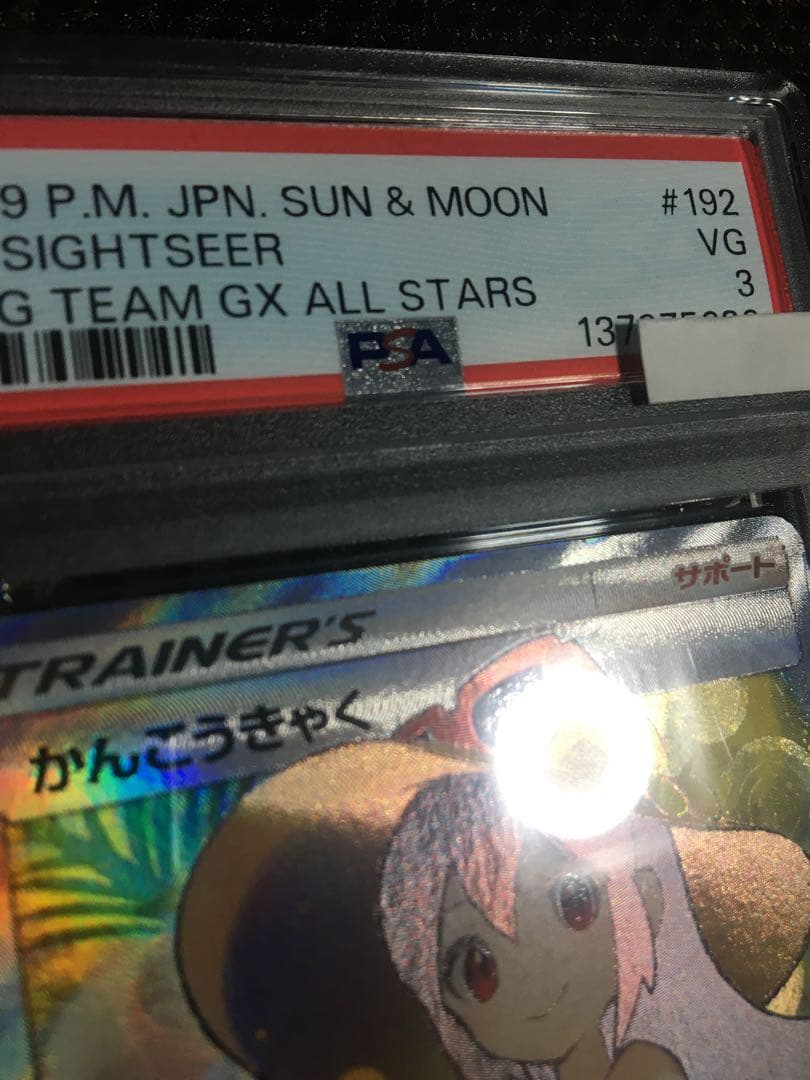 9 P.M. JPN. SUN & MOON #192
SIGHTSEER VG
G TEAM GX ALL STARS 3
PSA
TRAINER'S サポート
かんこうきゃく